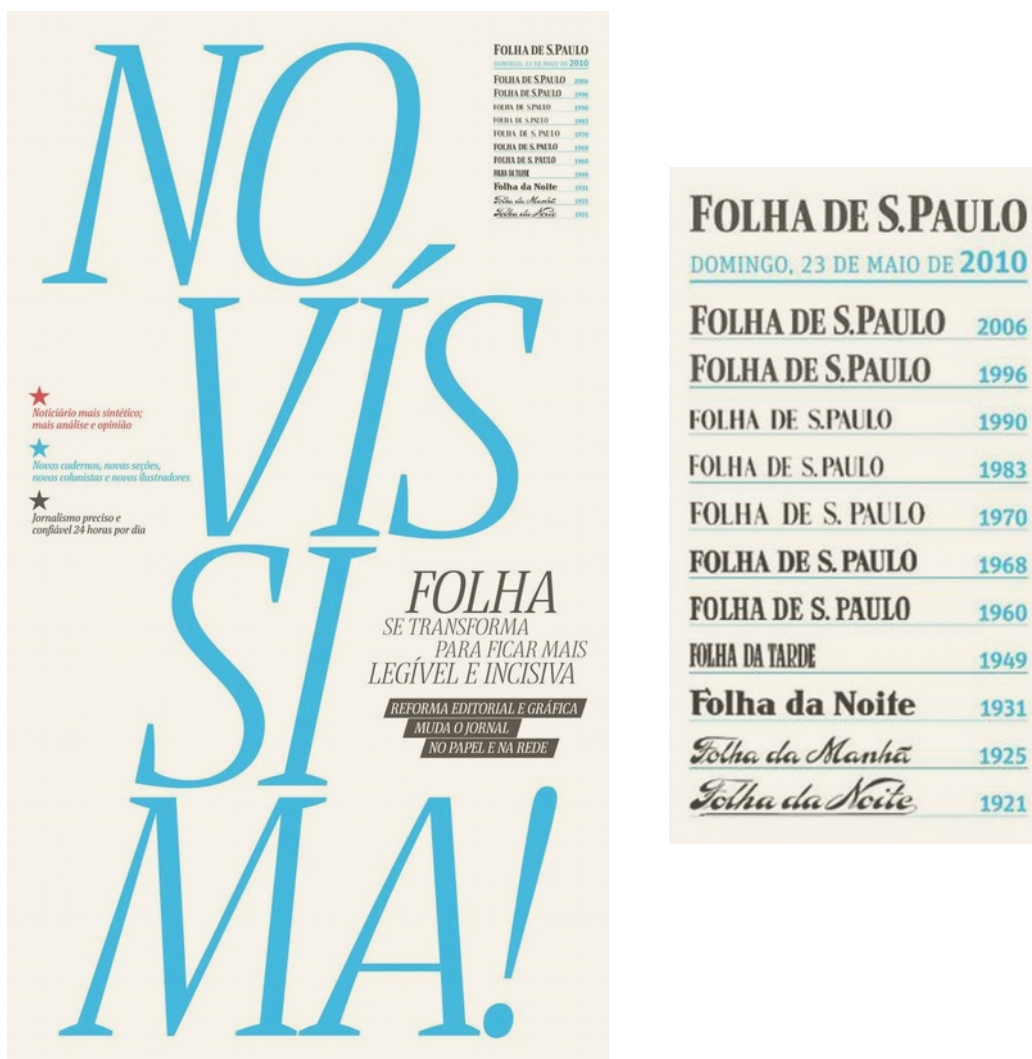 NO
VÍS
SI
MA!
FOLHA DE S.PAULO
DOMINGO, 23 DE MAIO DE 2010
FOLHA DE S.PAULO 2006
FOLHA DE S.PAULO 1996
FOLHA DE S.PAULO 1990
FOLHA DE S.PAULO 1983
FOLHA DE S. PAULO 1970
FOLHA DE S. PAULO 1968
FOLHA DE S. PAULO 1960
FOLHA DA TARDE 1949
Folha da Noite 1931
Folha da Manhã 1925
Folha da Noite 1921
Noticiário mais sintético;
mais análise e opinião
Novos cadernos, novas seções,
novos colunistas e novos ilustradores
Jornalismo preciso e
confiável 24 horas por dia
FOLHA
SE TRANSFORMA
PARA FICAR MAIS
LEGÍVEL E INCISIVA
REFORMA EDITORIAL E GRÁFICA
MUDA O JORNAL
NO PAPEL E NA REDE
FOLHA DE S.PAULO
DOMINGO, 23 DE MAIO DE 2010
FOLHA DE S.PAULO 2006
FOLHA DE S.PAULO 1996
FOLHA DE S.PAULO 1990
FOLHA DE S.PAULO 1983
FOLHA DE S. PAULO 1970
FOLHA DE S. PAULO 1968
FOLHA DE S. PAULO 1960
FOLHA DA TARDE 1949
Folha da Noite 1931
Folha da Manhã 1925
Folha da Noite 1921